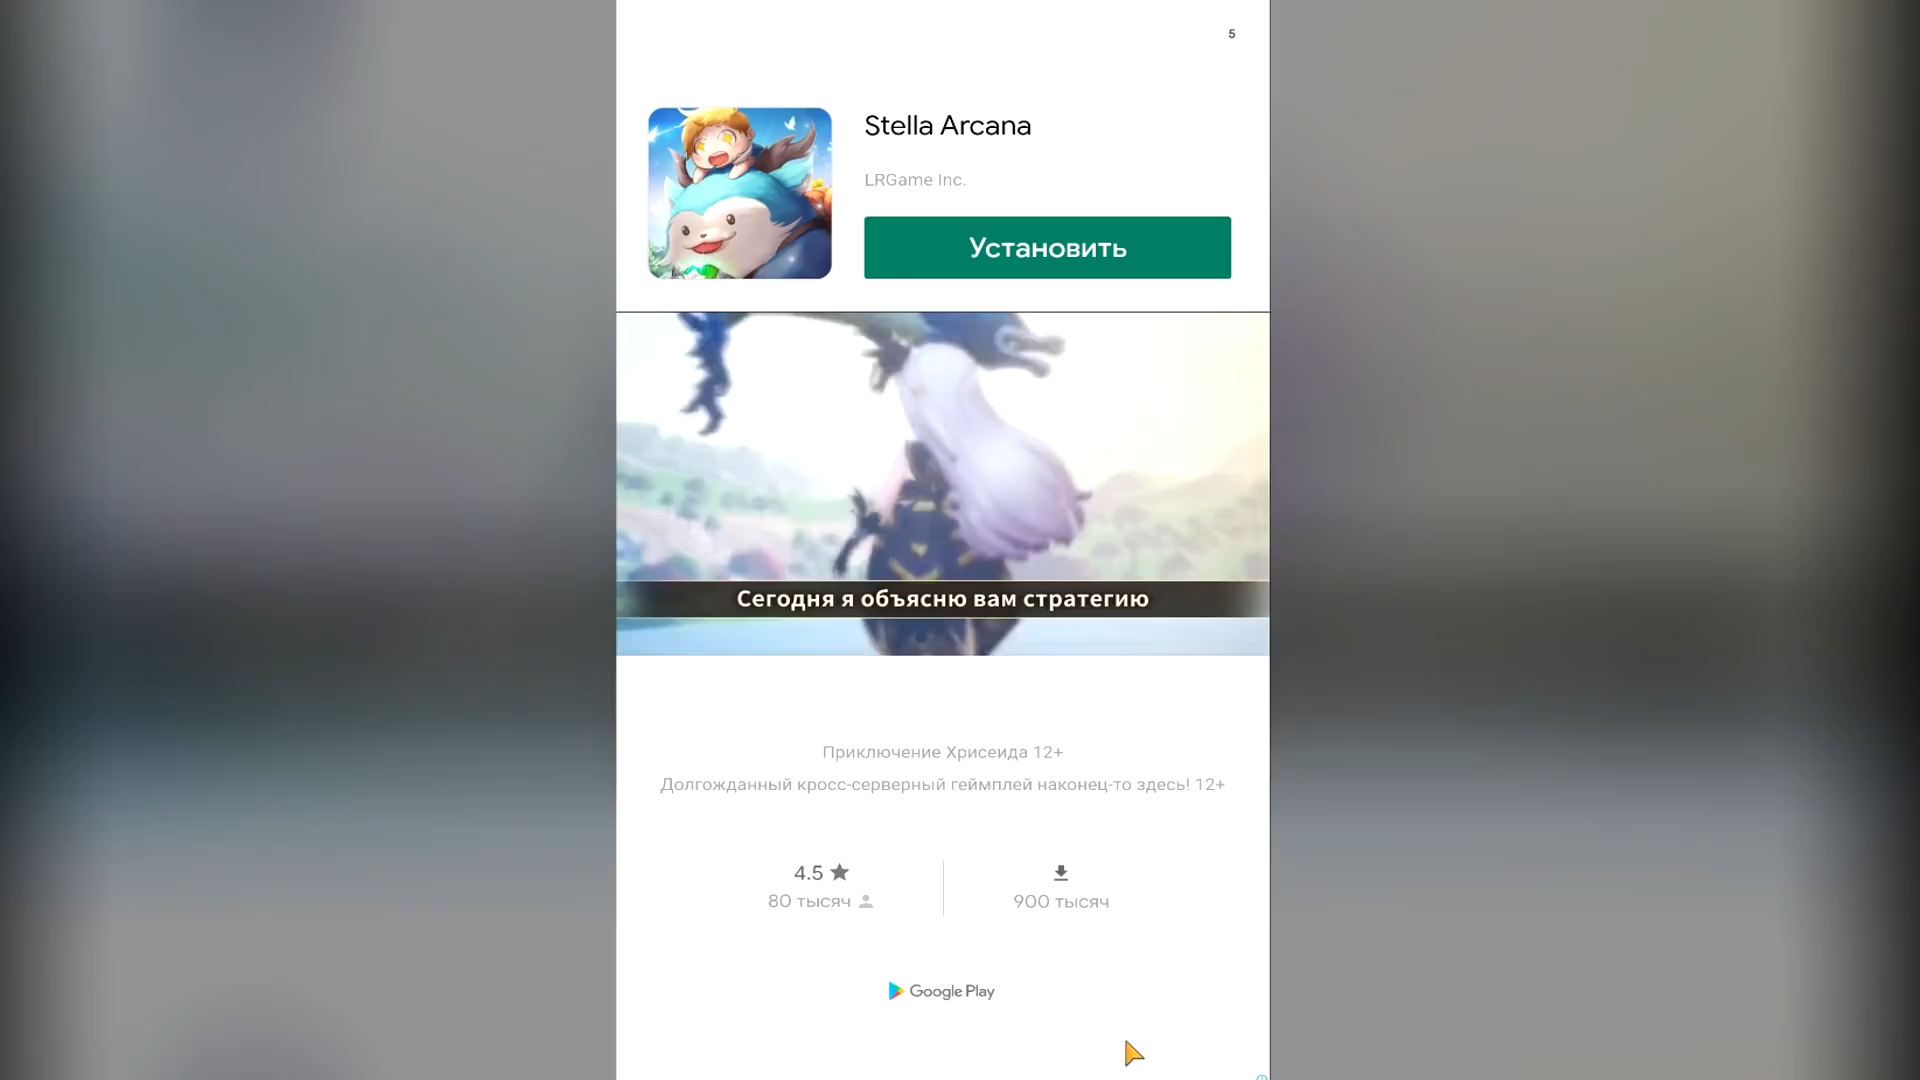 5
Stella Arcana
LRGame Inc.
Установить
Сегодня я объясню вам стратегию
Приключение Хрисеида 12+
Долгожданный кросс-серверный геймплей наконец-то здесь! 12+
4.5
80 тысяч
900 тысяч
Google Play